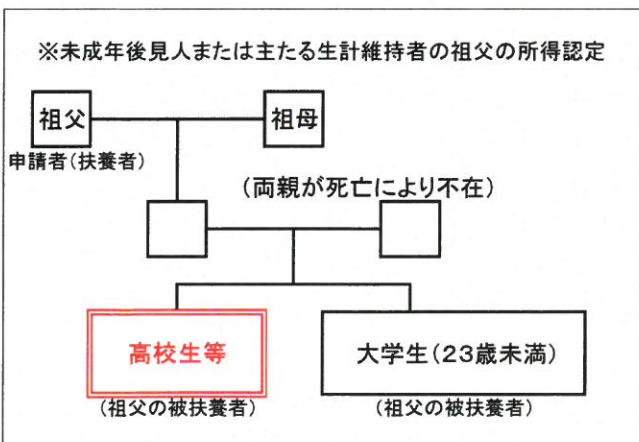 ※未成年後見人または主たる生計維持者の祖父の所得認定
祖父
祖母
申請者(扶養者)
(両親が死亡により不在)
高校生等
大学生(23歳未満)
(祖父の被扶養者)
(祖父の被扶養者)